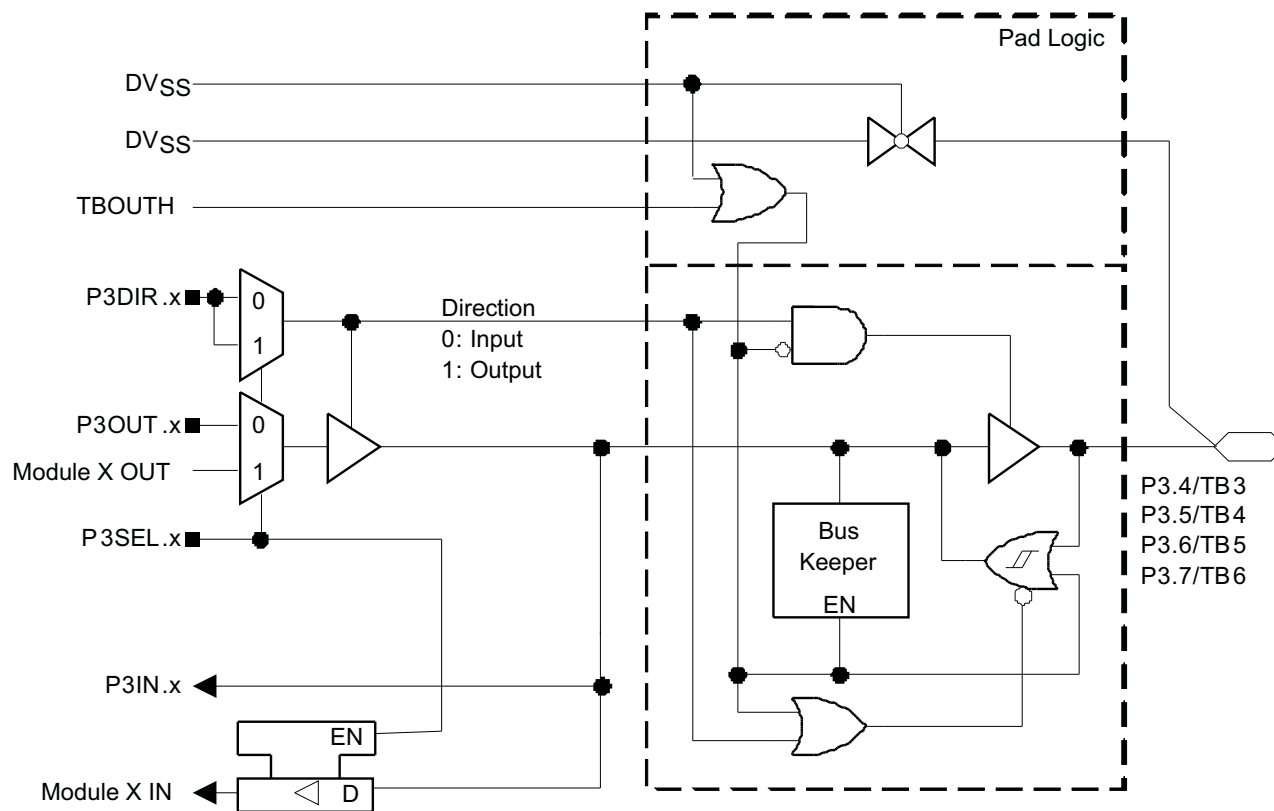 Pad Logic
DVSS
DVSS
TBOUTH
P3DIR.x
0
1
Direction
0: Input
1: Output
P3OUT.x
0
Module X OUT
1
P3SEL.x
Bus
Keeper
EN
P3.4/TB3
P3.5/TB4
P3.6/TB5
P3.7/TB6
P3IN.x
EN
Module X IN
D